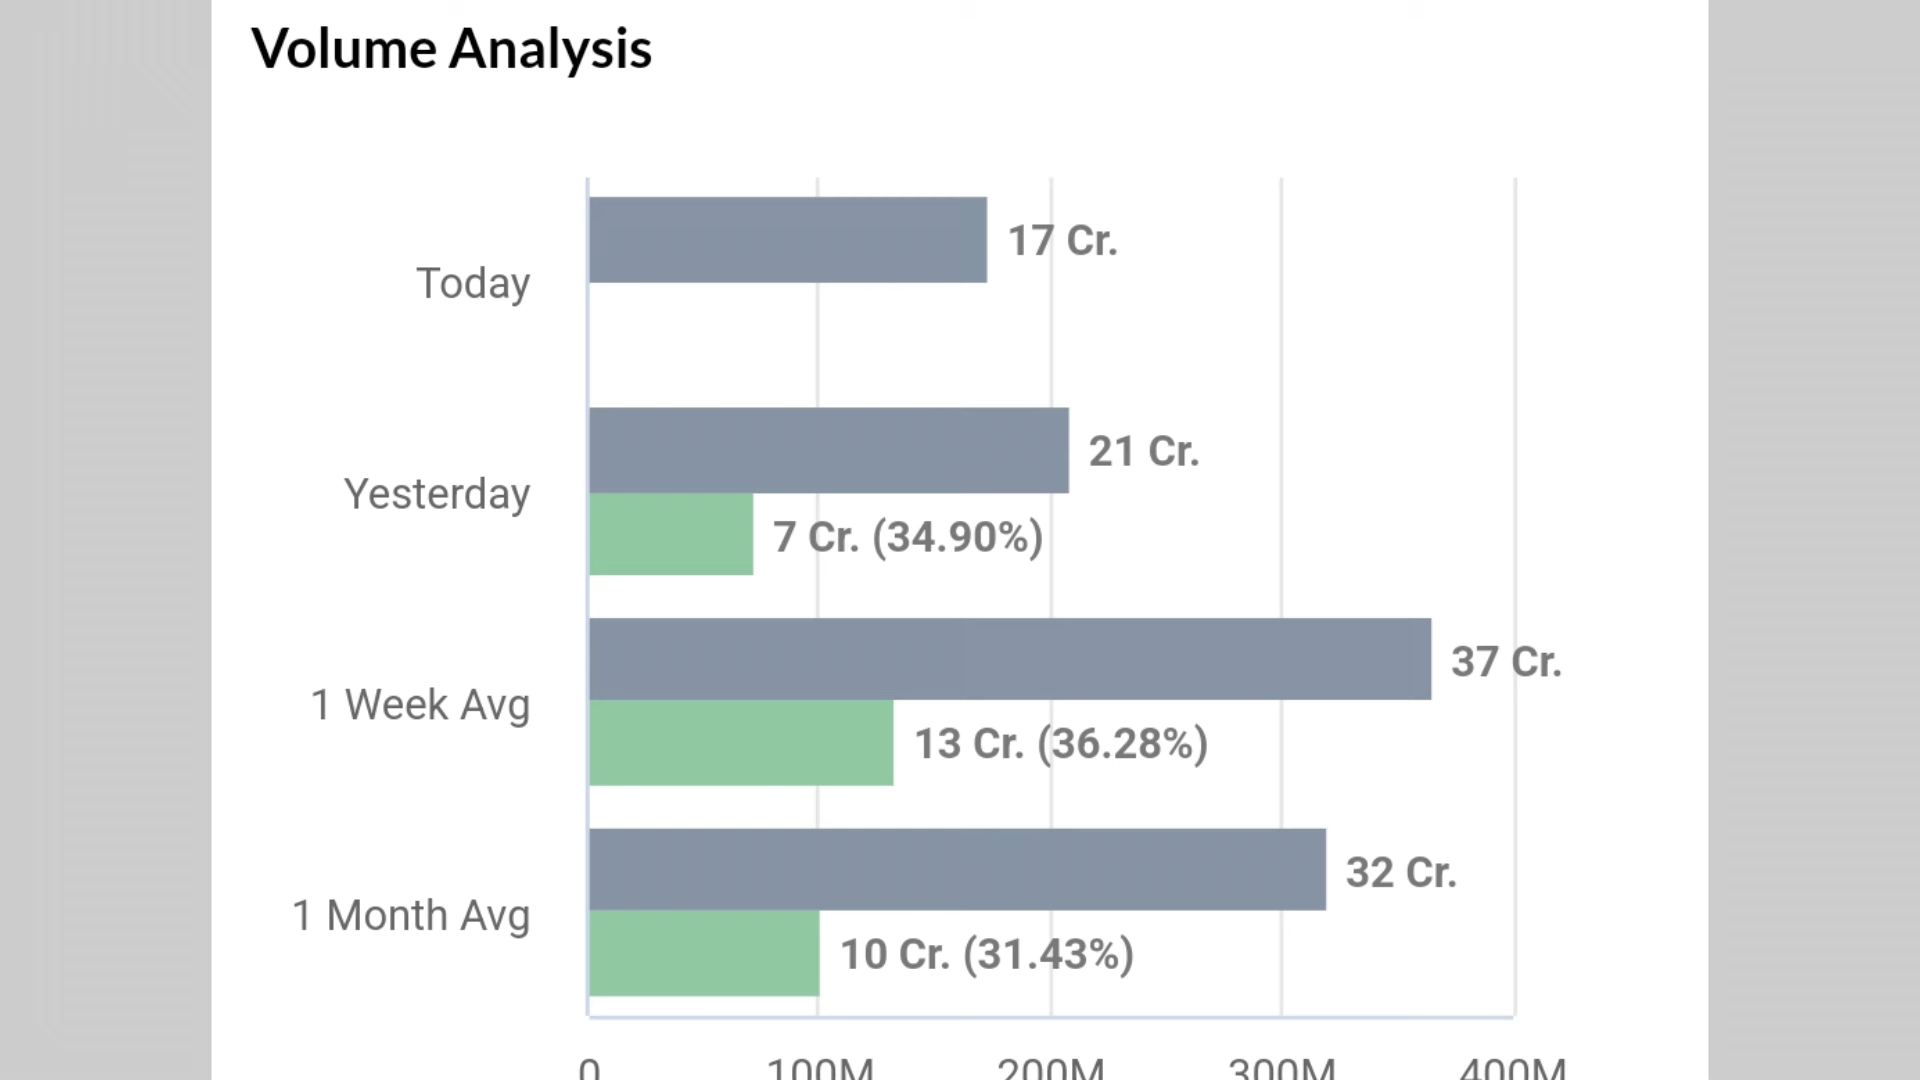 Volume Analysis
Today
17 Cr.
Yesterday
21 Cr.
7 Cr. (34.90%)
1 Week Avg
37 Cr.
13 Cr. (36.28%)
1 Month Avg
32 Cr.
10 Cr. (31.43%)
0 100M 200M 300M 400M